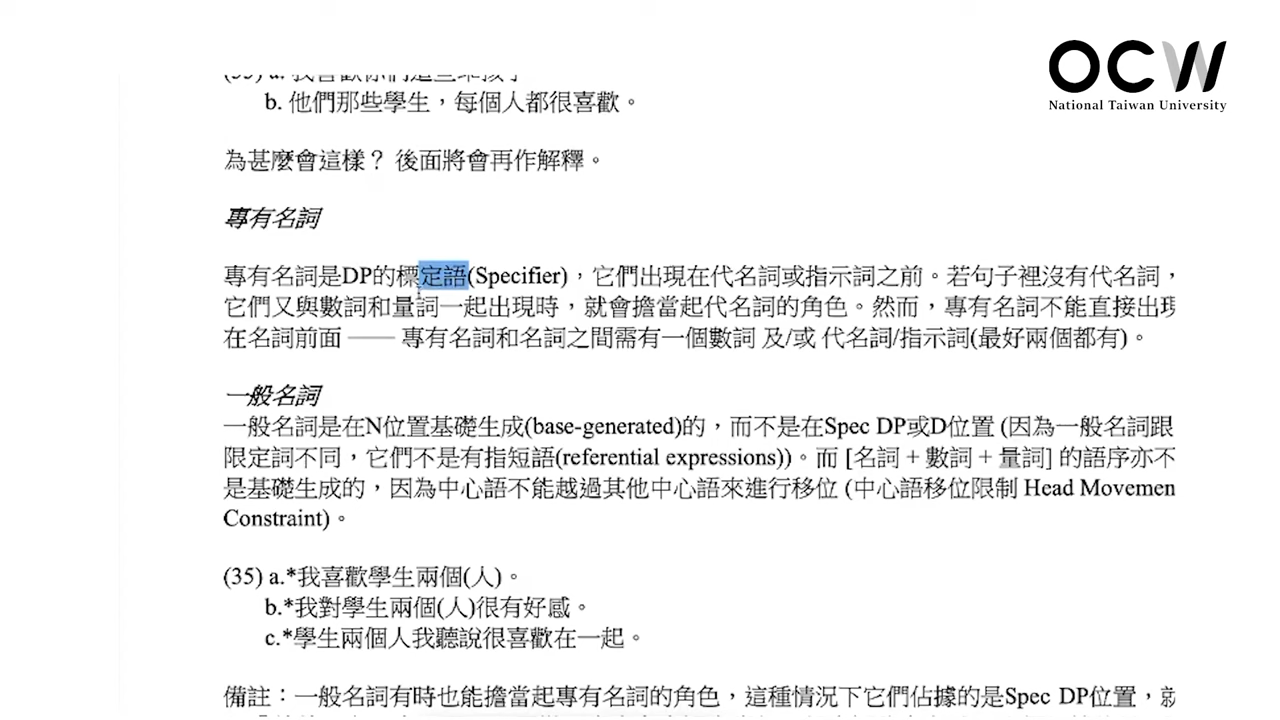 OCW
National Taiwan University
b. 他們那些學生，每個人都很喜歡。
為甚麼會這樣？ 後面將會再作解釋。
專有名詞
專有名詞是DP的標定語(Specifier)，它們出現在代名詞或指示詞之前。若句子裡沒有代名詞，
它們又與數詞和量詞一起出現時，就會擔當起代名詞的角色。然而，專有名詞不能直接出現
在名詞前面 —— 專有名詞和名詞之間需有一個數詞 及/或 代名詞/指示詞(最好兩個都有)。
一般名詞
一般名詞是在N位置基礎生成(base-generated)的，而不是在Spec DP或D位置 (因為一般名詞跟
限定詞不同，它們不是有指短語(referential expressions))。而 [名詞 + 數詞 + 量詞] 的語序亦不
是基礎生成的，因為中心語不能越過其他中心語來進行移位 (中心語移位限制 Head Movemen
Constraint)。
(35) a.*我喜歡學生兩個(人)。
b.*我對學生兩個(人)很有好感。
c.*學生兩個人我聽說很喜歡在一起。
備註：一般名詞有時也能擔當起專有名詞的角色，這種情況下它們佔據的是Spec DP位置，就